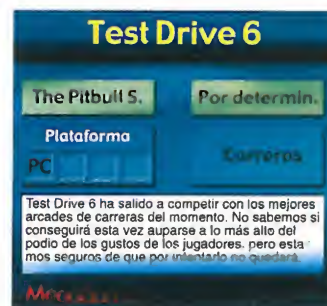 Test Drive 6
The Pitbull S.
Por determin.
Plataforma
PC
Carreras
Test Drive 6 ha salido a competir con los mejores
arcades de carreras del momento. No sabemos si
conseguirá esta vez auparse a lo más alto del
podio de los gustos de los jugadores, pero esta
mos seguros de que por intentarlo no quedará.